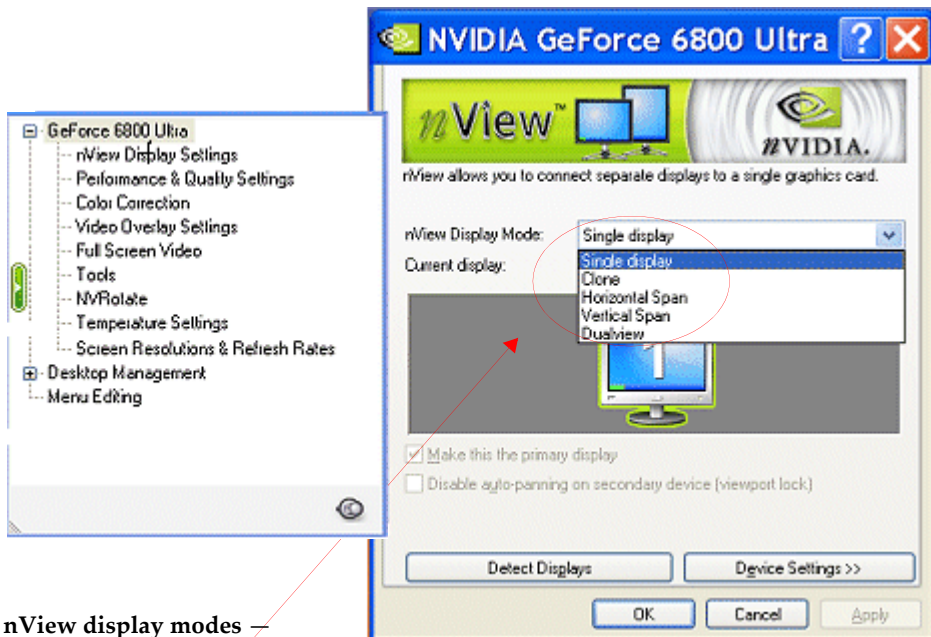 NVIDIA GeForce 6800 Ultra
nView™
NVIDIA.
nView allows you to connect separate displays to a single graphics card.
nView Display Mode:
Single display
Single display
Clone
Horizontal Span
Vertical Span
Dualview
Current display:
1
Make this the primary display
Disable auto-panning on secondary device (viewport lock)
Detect Displays
Device Settings >>
OK
Cancel
Apply
GeForce 6800 Ultra
nView Display Settings
Performance & Quality Settings
Color Correction
Video Overlay Settings
Full Screen Video
Tools
NVRotate
Temperature Settings
Screen Resolutions & Refresh Rates
Desktop Management
Menu Editing
nView display modes —